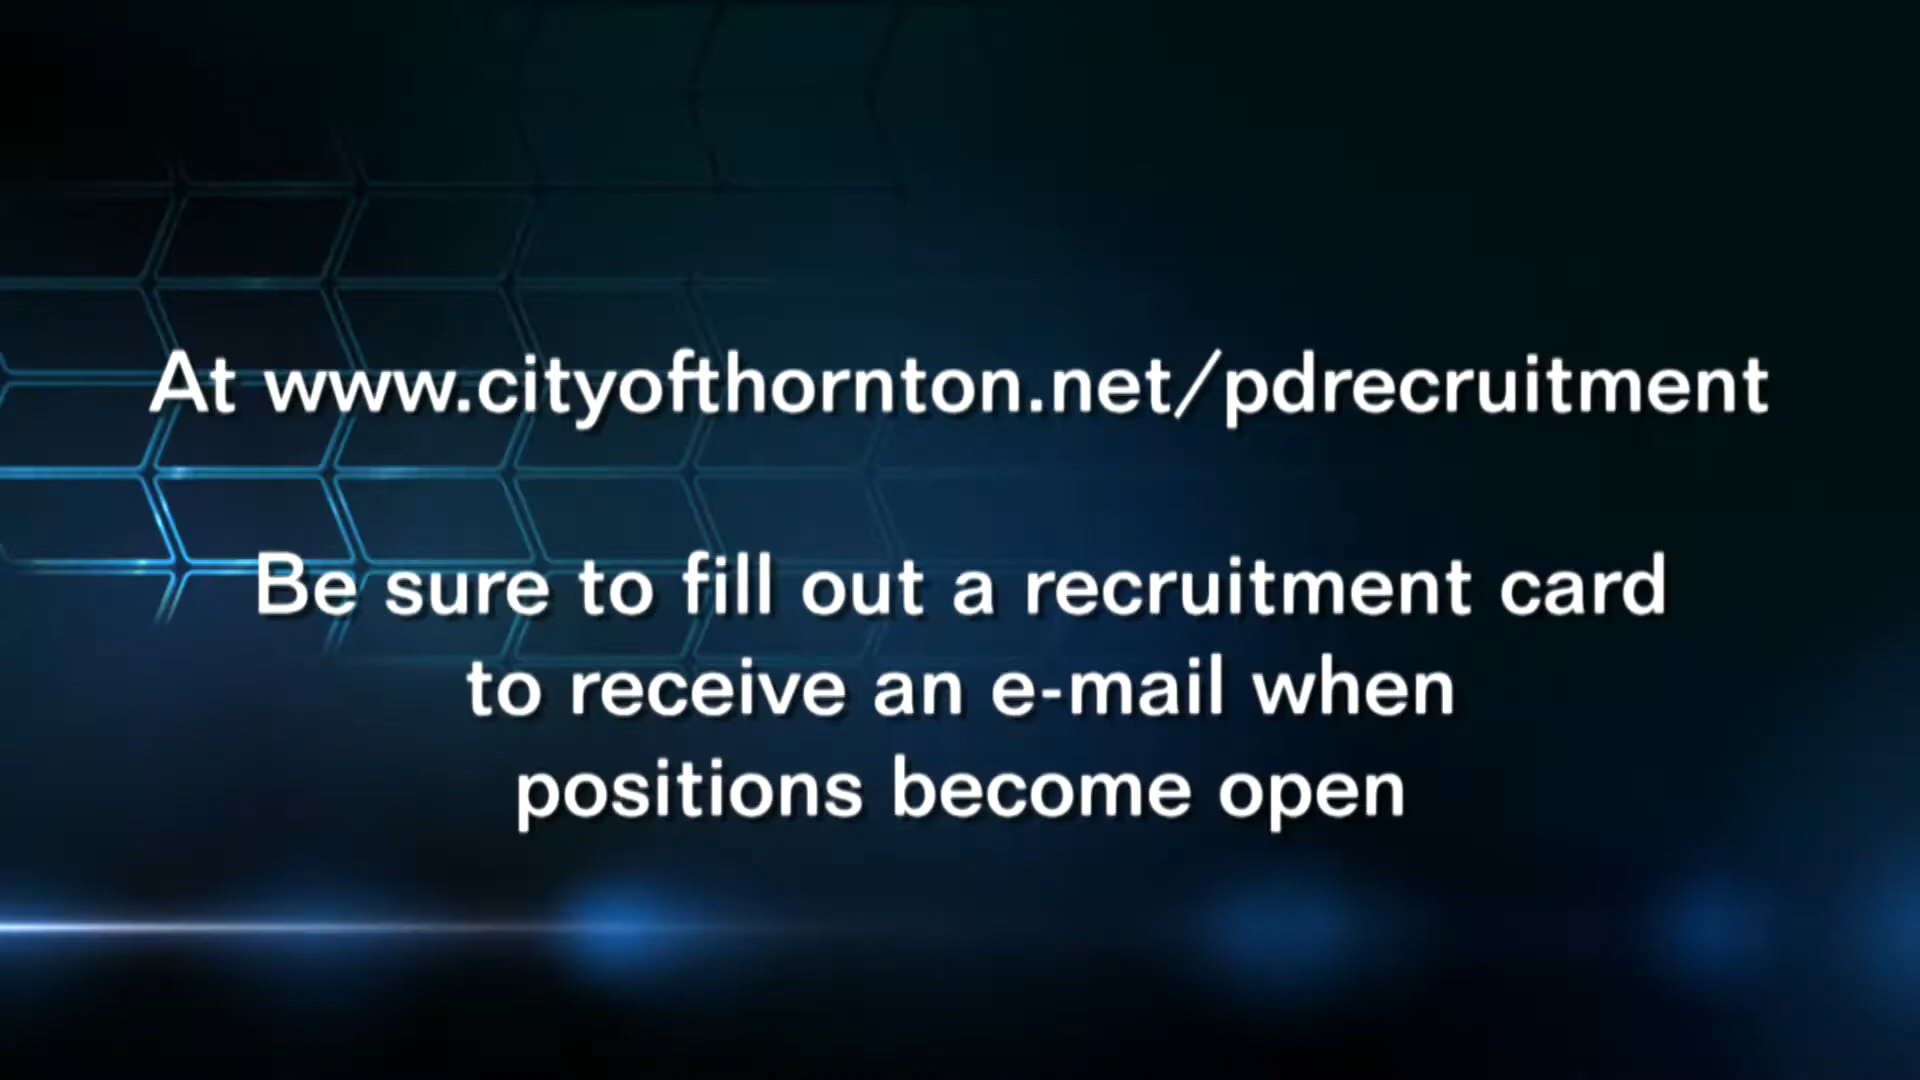 At www.cityofthornton.net/pdrecruitment
Be sure to fill out a recruitment card
to receive an e-mail when
positions become open